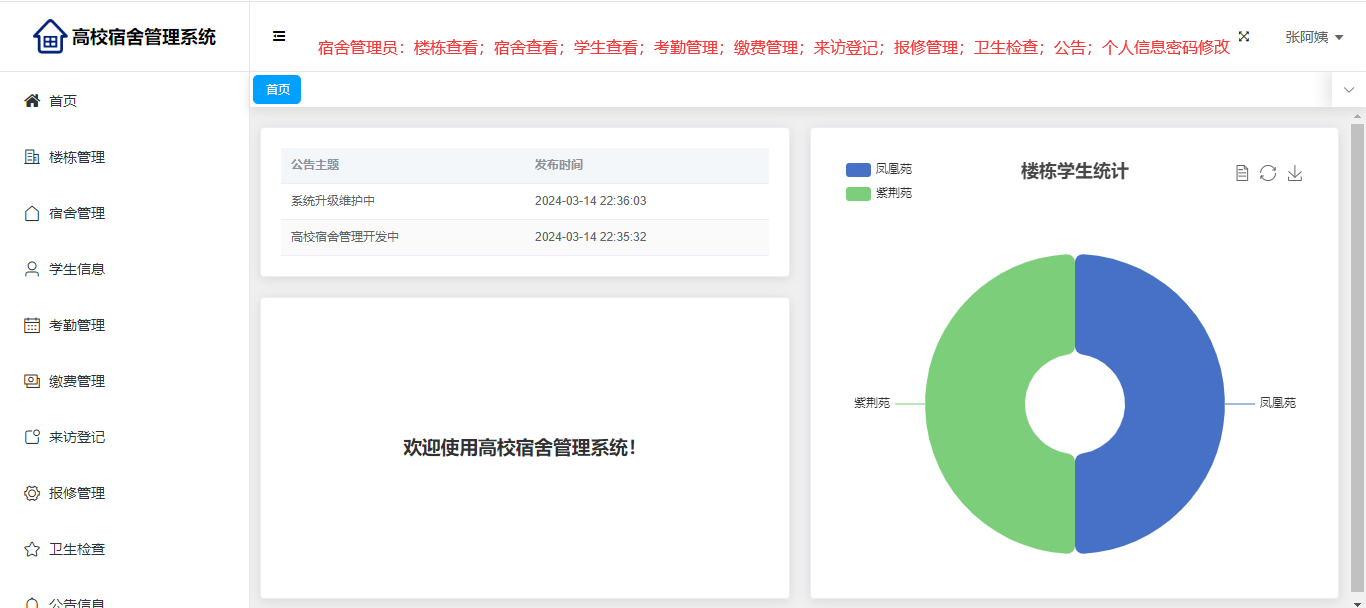 高校宿舍管理系统
宿舍管理员：楼栋查看；宿舍查看；学生查看；考勤管理；缴费管理；来访登记；报修管理；卫生检查；公告；个人信息密码修改
张阿姨
首页
楼栋管理
宿舍管理
学生信息
考勤管理
缴费管理
来访登记
报修管理
卫生检查
公告信息
首页
公告主题 发布时间
系统升级维护中 2024-03-14 22:36:03
高校宿舍管理开发中 2024-03-14 22:35:32
欢迎使用高校宿舍管理系统！
凤凰苑
紫荆苑
楼栋学生统计
紫荆苑
凤凰苑